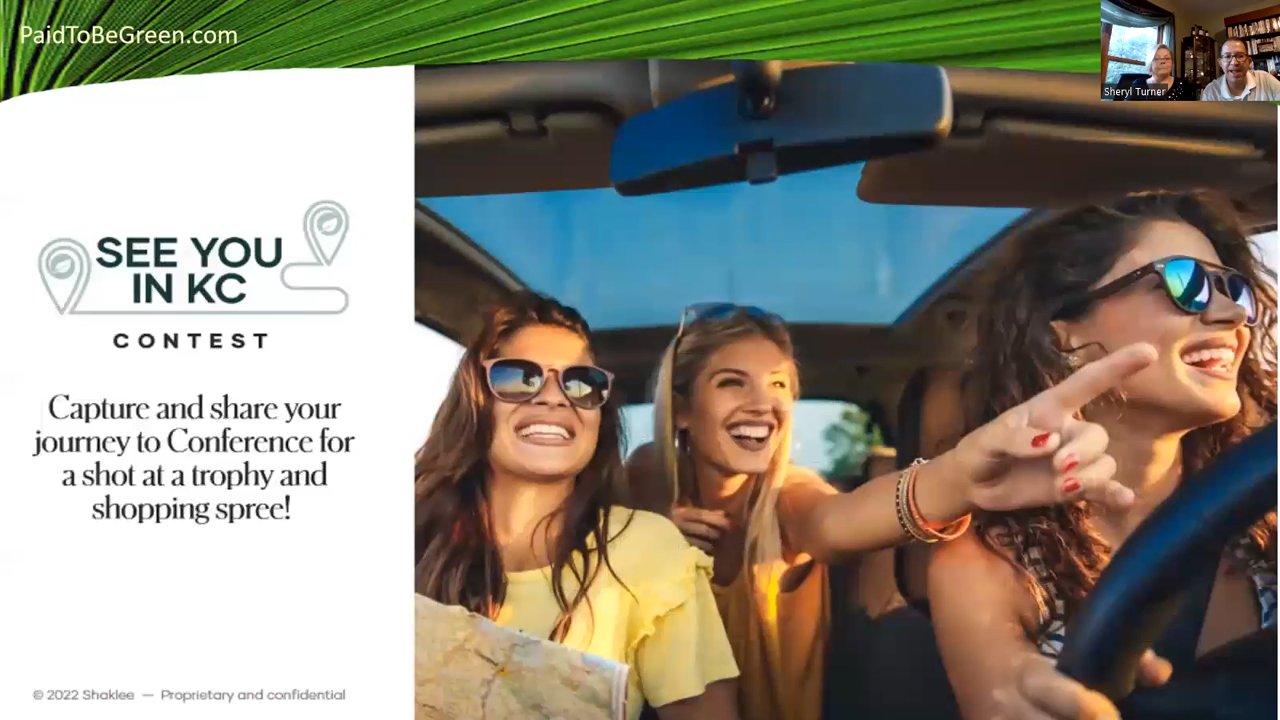 PaidToBeGreen.com
Sheryl Turner
SEE YOU
IN KC
CONTEST
Capture and share your
journey to Conference for
a shot at a trophy and
shopping spree!
© 2022 Shaklee — Proprietary and confidential